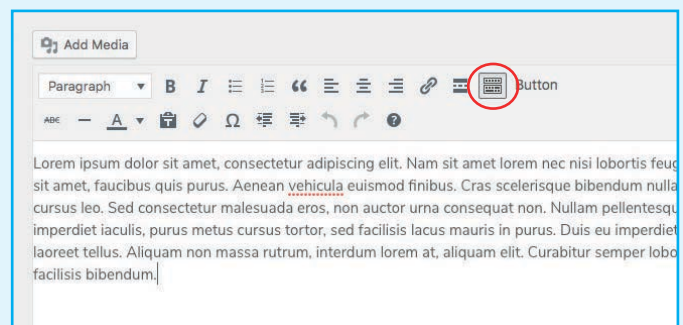 Add Media
Paragraph B I Button
ABE A Ω
Lorem ipsum dolor sit amet, consectetur adipiscing elit. Nam sit amet lorem nec nisi lobortis feug
sit amet, faucibus quis purus. Aenean vehicula euismod finibus. Cras scelerisque bibendum nulla
cursus leo. Sed consectetur malesuada eros, non auctor urna consequat non. Nullam pellentesqu
imperdiet iaculis, purus metus cursus tortor, sed facilisis lacus mauris in purus. Duis eu imperdiet
laoreet tellus. Aliquam non massa rutrum, interdum lorem at, aliquam elit. Curabitur semper lobo
facilisis bibendum.